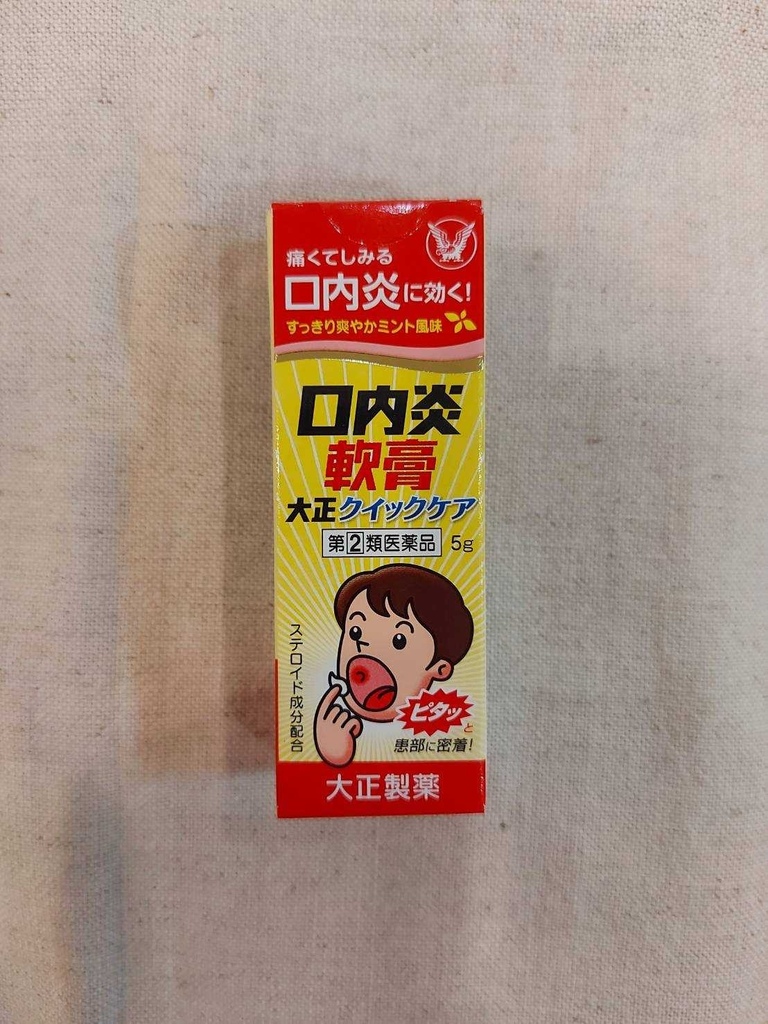 痛くてしみる
口内炎に効く!
すっきり爽やかミント風味
口内炎
軟膏
大正クイックケア
第2類医薬品 5g
ステロイド成分配合
ピタッと
患部に密着!
大正製薬